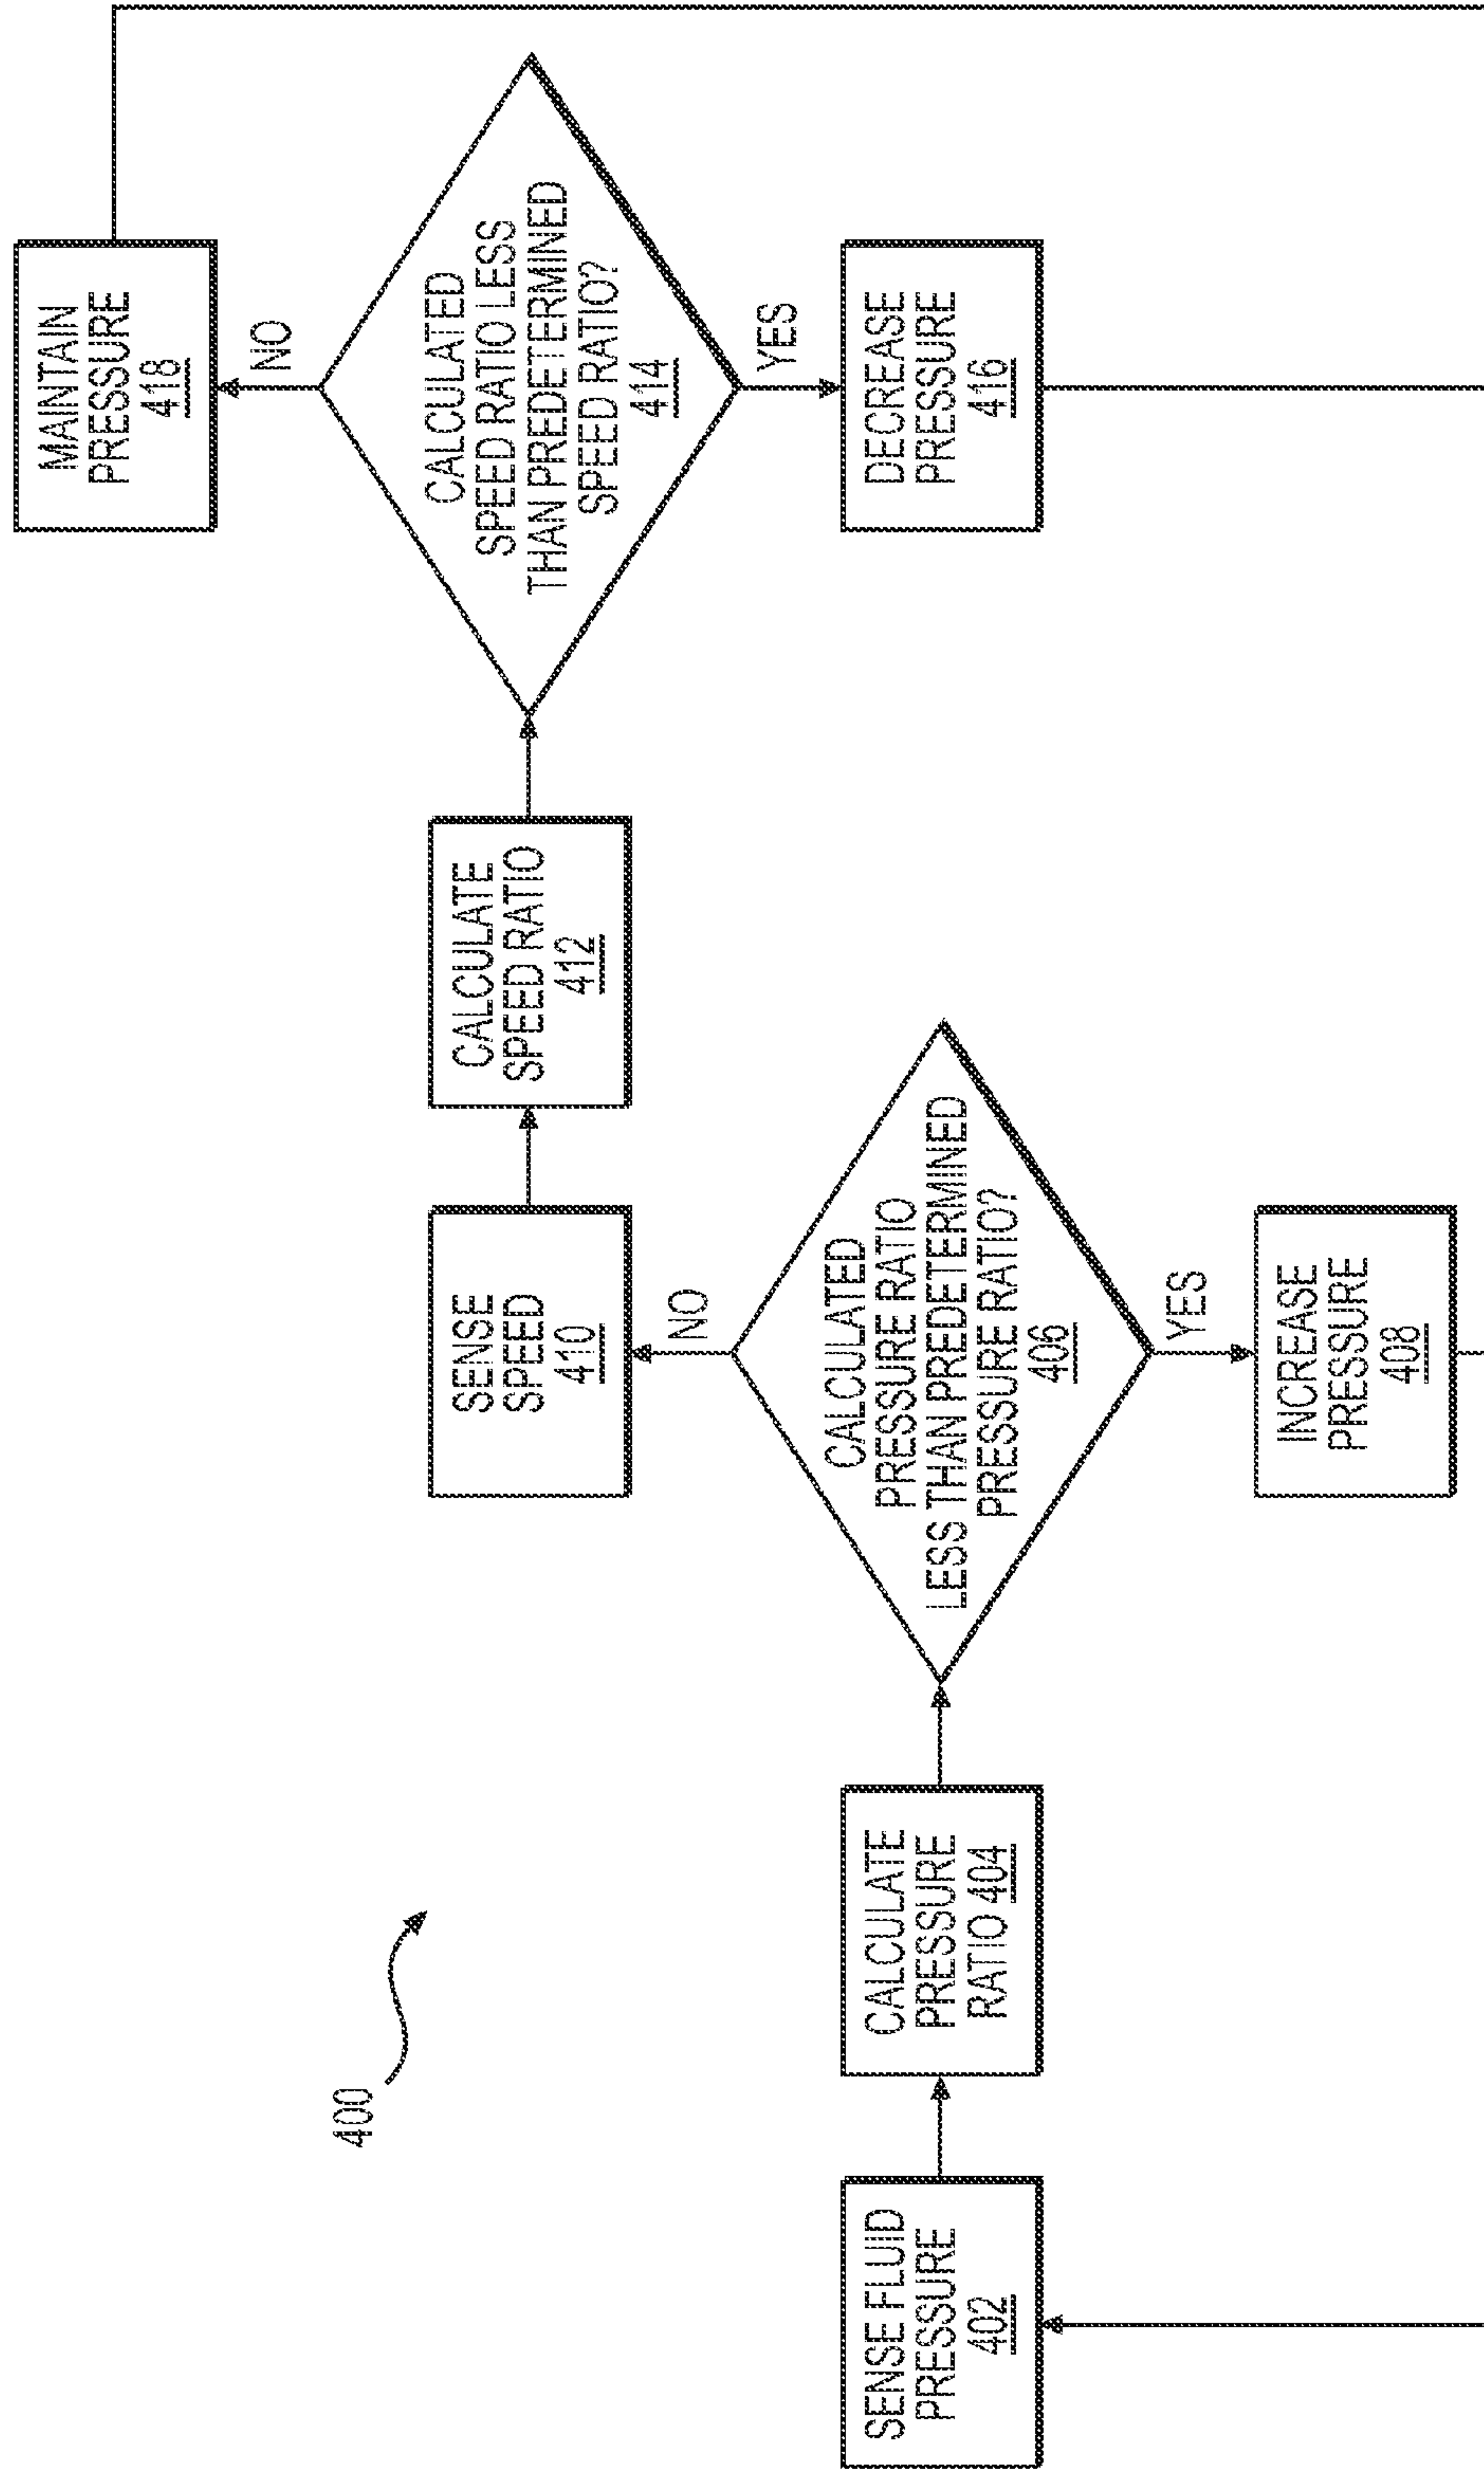 400
SENSE FLUID
PRESSURE
402
CALCULATE
PRESSURE
RATIO 404
CALCULATED
PRESSURE RATIO
LESS THAN PREDETERMINED
PRESSURE RATIO?
406
YES
INCREASE
PRESSURE
408
NO
SENSE
SPEED
410
CALCULATE
SPEED RATIO
412
CALCULATED
SPEED RATIO LESS
THAN PREDETERMINED
SPEED RATIO?
414
YES
DECREASE
PRESSURE
416
NO
MAINTAIN
PRESSURE
418